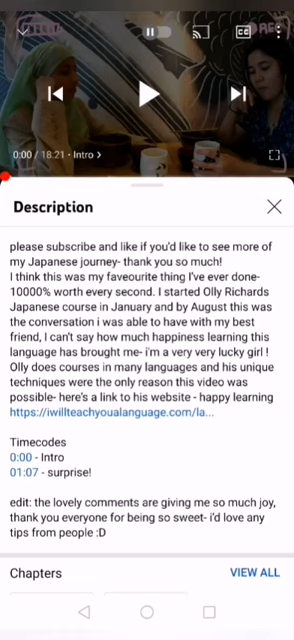 CC
REC
0:00 / 18:21 · Intro >
Description
please subscribe and like if you'd like to see more of
my Japanese journey- thank you so much!
I think this was my faveourite thing I've ever done-
10000% worth every second. I started Olly Richards
Japanese course in January and by August this was
the conversation i was able to have with my best
friend, I can't say how much happiness learning this
language has brought me- i'm a very very lucky girl !
Olly does courses in many languages and his unique
techniques were the only reason this video was
possible- here's a link to his website - happy learning
https://iwillteachyoualanguage.com/la...
Timecodes
0:00 - Intro
01:07 - surprise!
edit: the lovely comments are giving me so much joy,
thank you everyone for being so sweet- i'd love any
tips from people :D
Chapters
VIEW ALL